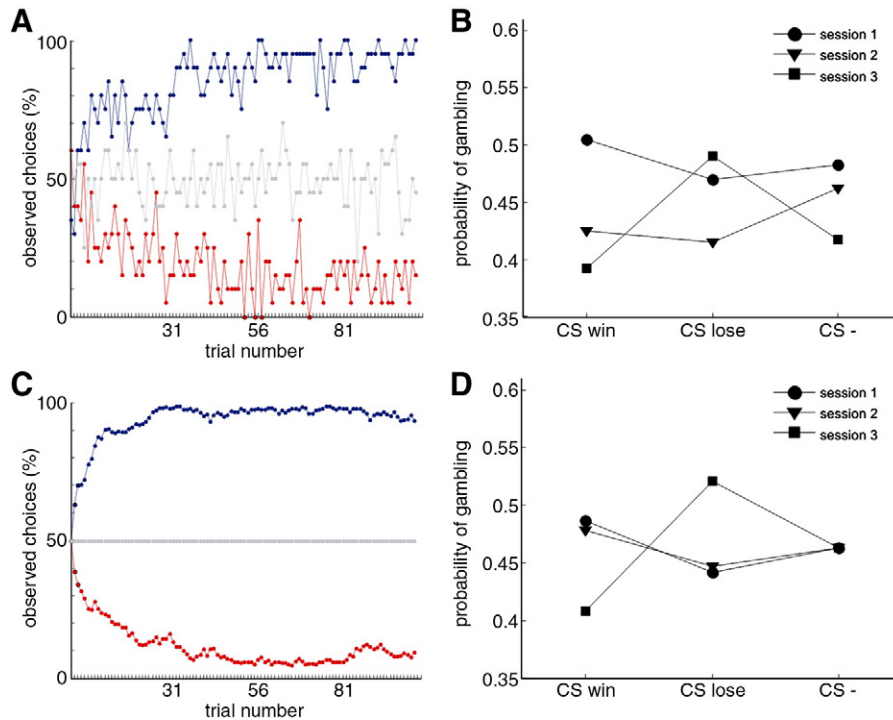 A
100
50
0
observed choices (%)
31
56
81
trial number
B
0.6
0.55
0.5
0.45
0.4
0.35
probability of gambling
session 1
session 2
session 3
CS win
CS lose
CS -
C
100
50
0
observed choices (%)
31
56
81
trial number
D
0.6
0.55
0.5
0.45
0.4
0.35
probability of gambling
session 1
session 2
session 3
CS win
CS lose
CS -